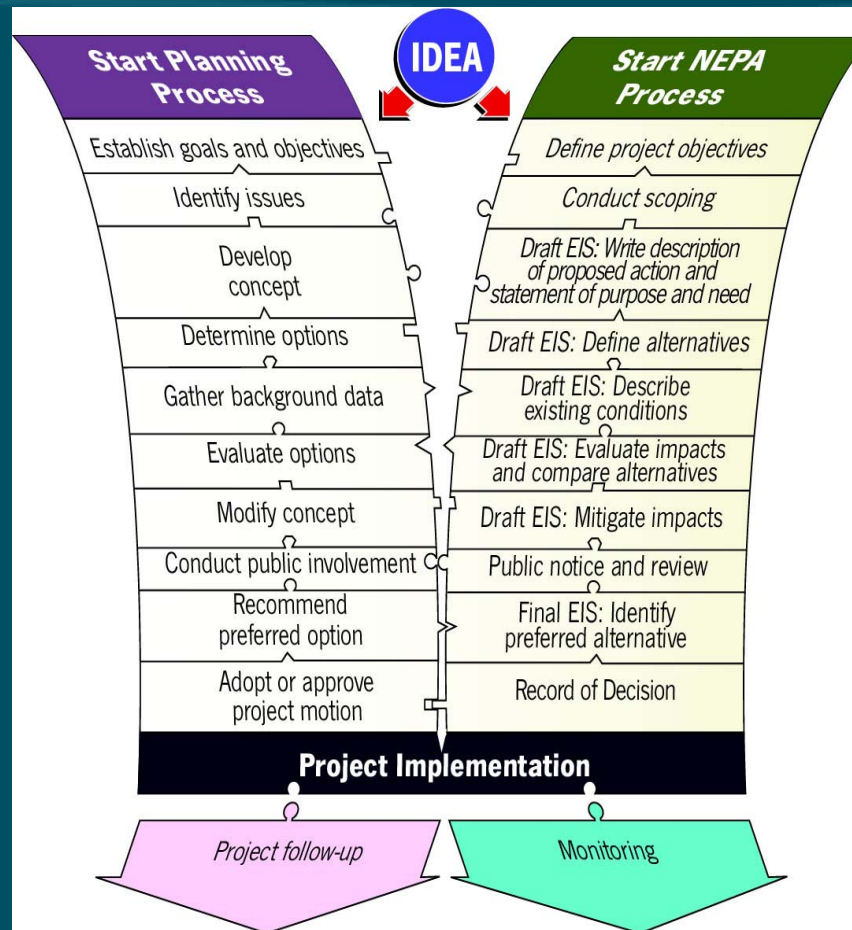 IDEA
Start Planning
Process
Establish goals and objectives
Identify issues
Develop
concept
Determine options
Gather background data
Evaluate options
Modify concept
Conduct public involvement
Recommend
preferred option
Adopt or approve
project motion
Start NEPA
Process
Define project objectives
Conduct scoping
Draft EIS: Write description
of proposed action and
statement of purpose and need
Draft EIS: Define alternatives
Draft EIS: Describe
existing conditions
Draft EIS: Evaluate impacts
and compare alternatives
Draft EIS: Mitigate impacts
Public notice and review
Final EIS: Identify
preferred alternative
Record of Decision
Project Implementation
Project follow-up
Monitoring